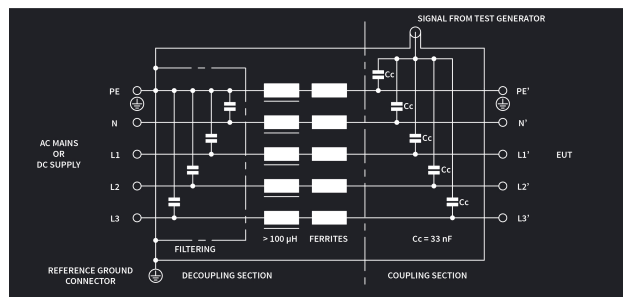 SIGNAL FROM TEST GENERATOR
Cc
PE
PE'
Cc
N
N'
Cc
AC MAINS
OR
DC SUPPLY
L1
L1'
EUT
Cc
L2
L2'
Cc
L3
L3'
> 100 µH
FERRITES
Cc = 33 nF
FILTERING
REFERENCE GROUND
CONNECTOR
DECOUPLING SECTION
COUPLING SECTION